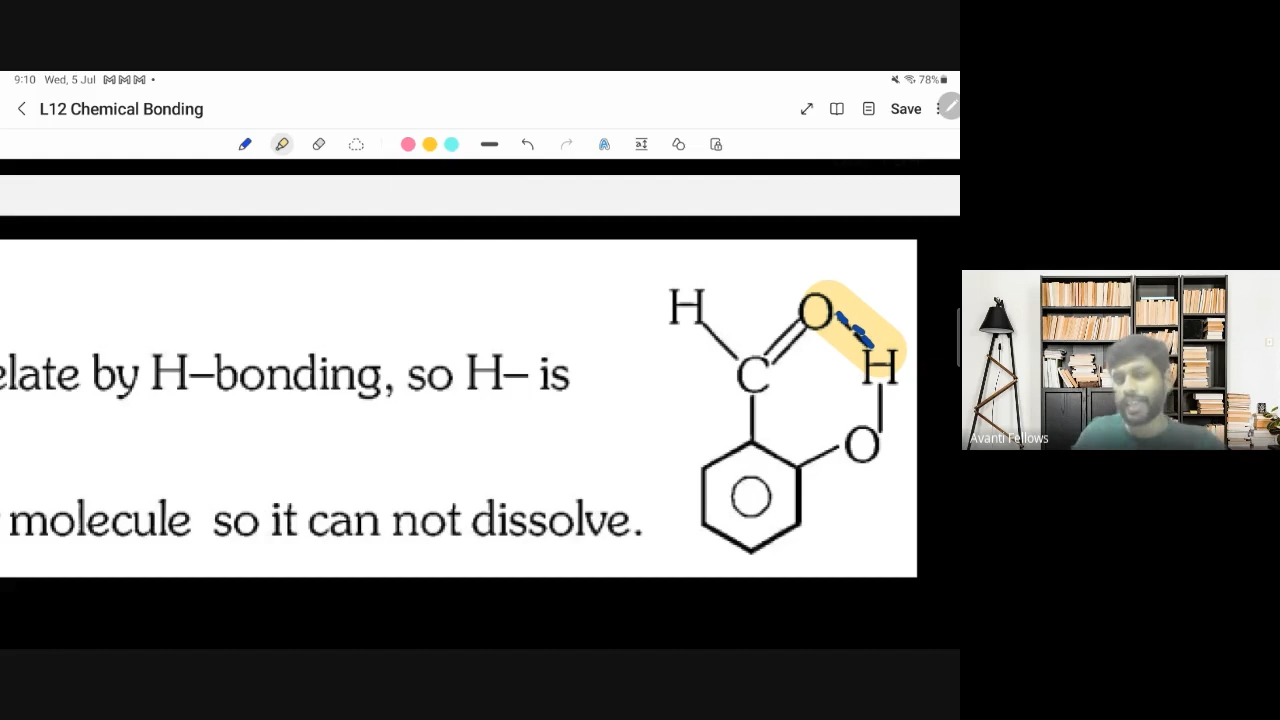 9:10 Wed, 5 Jul
78%
L12 Chemical Bonding
Save
H O
C H
O
elate by H–bonding, so H– is
molecule so it can not dissolve.
Avanti Fellows